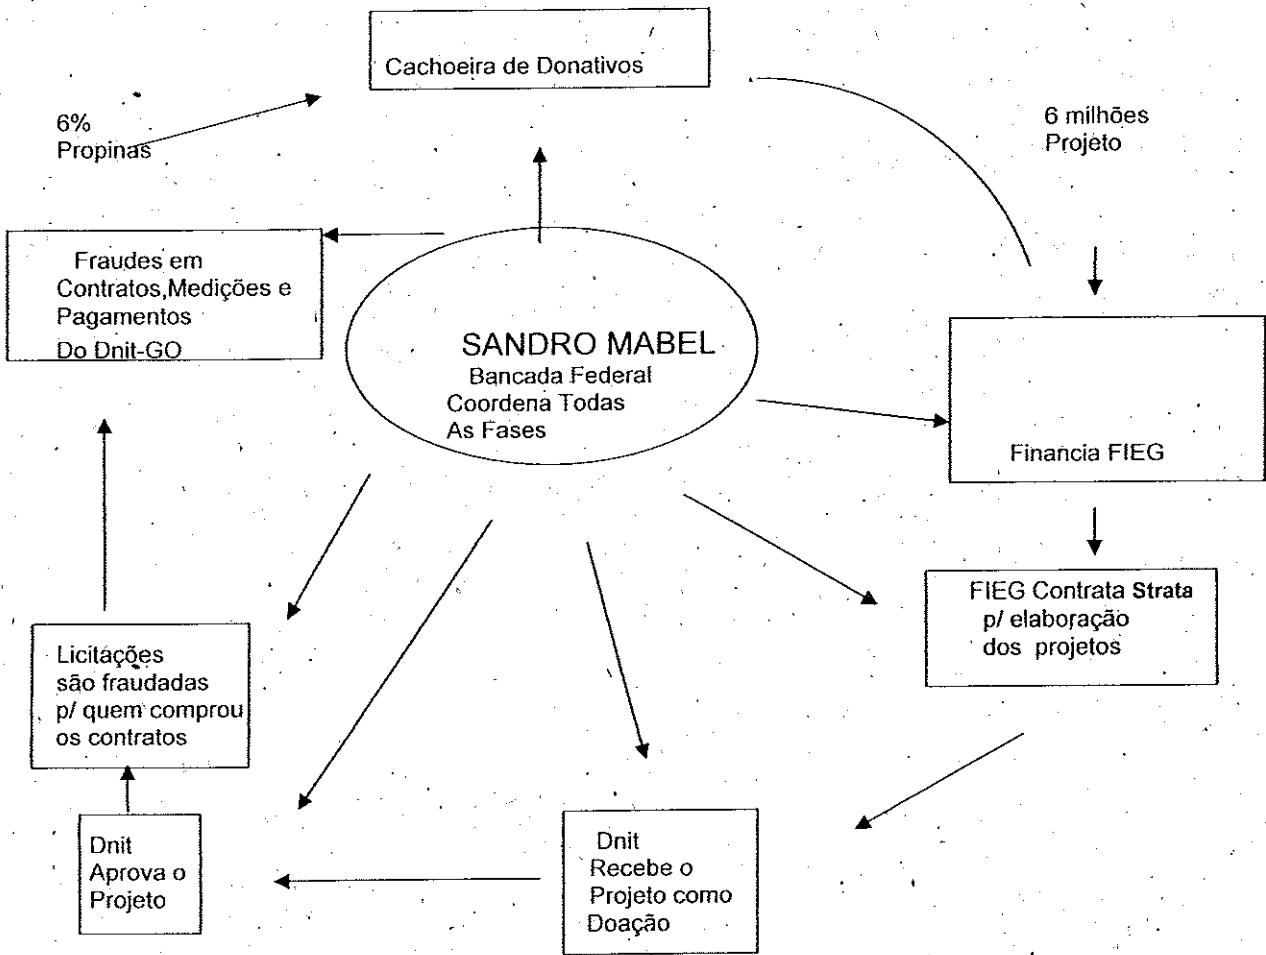 Cachoeira de Donativos
6%
Propinas
6 milhões
Projeto
Fraudes em
Contratos,Medições e
Pagamentos
Do Dnit-GO
SANDRO MABEL
Bancada Federal
Coordena Todas
As Fases
Financia FIEG
FIEG Contrata Strata
p/ elaboração
dos projetos
Licitações
são fraudadas
p/ quem comprou
os contratos
Dnit
Aprova o
Projeto
Dnit
Recebe o
Projeto como
Doação